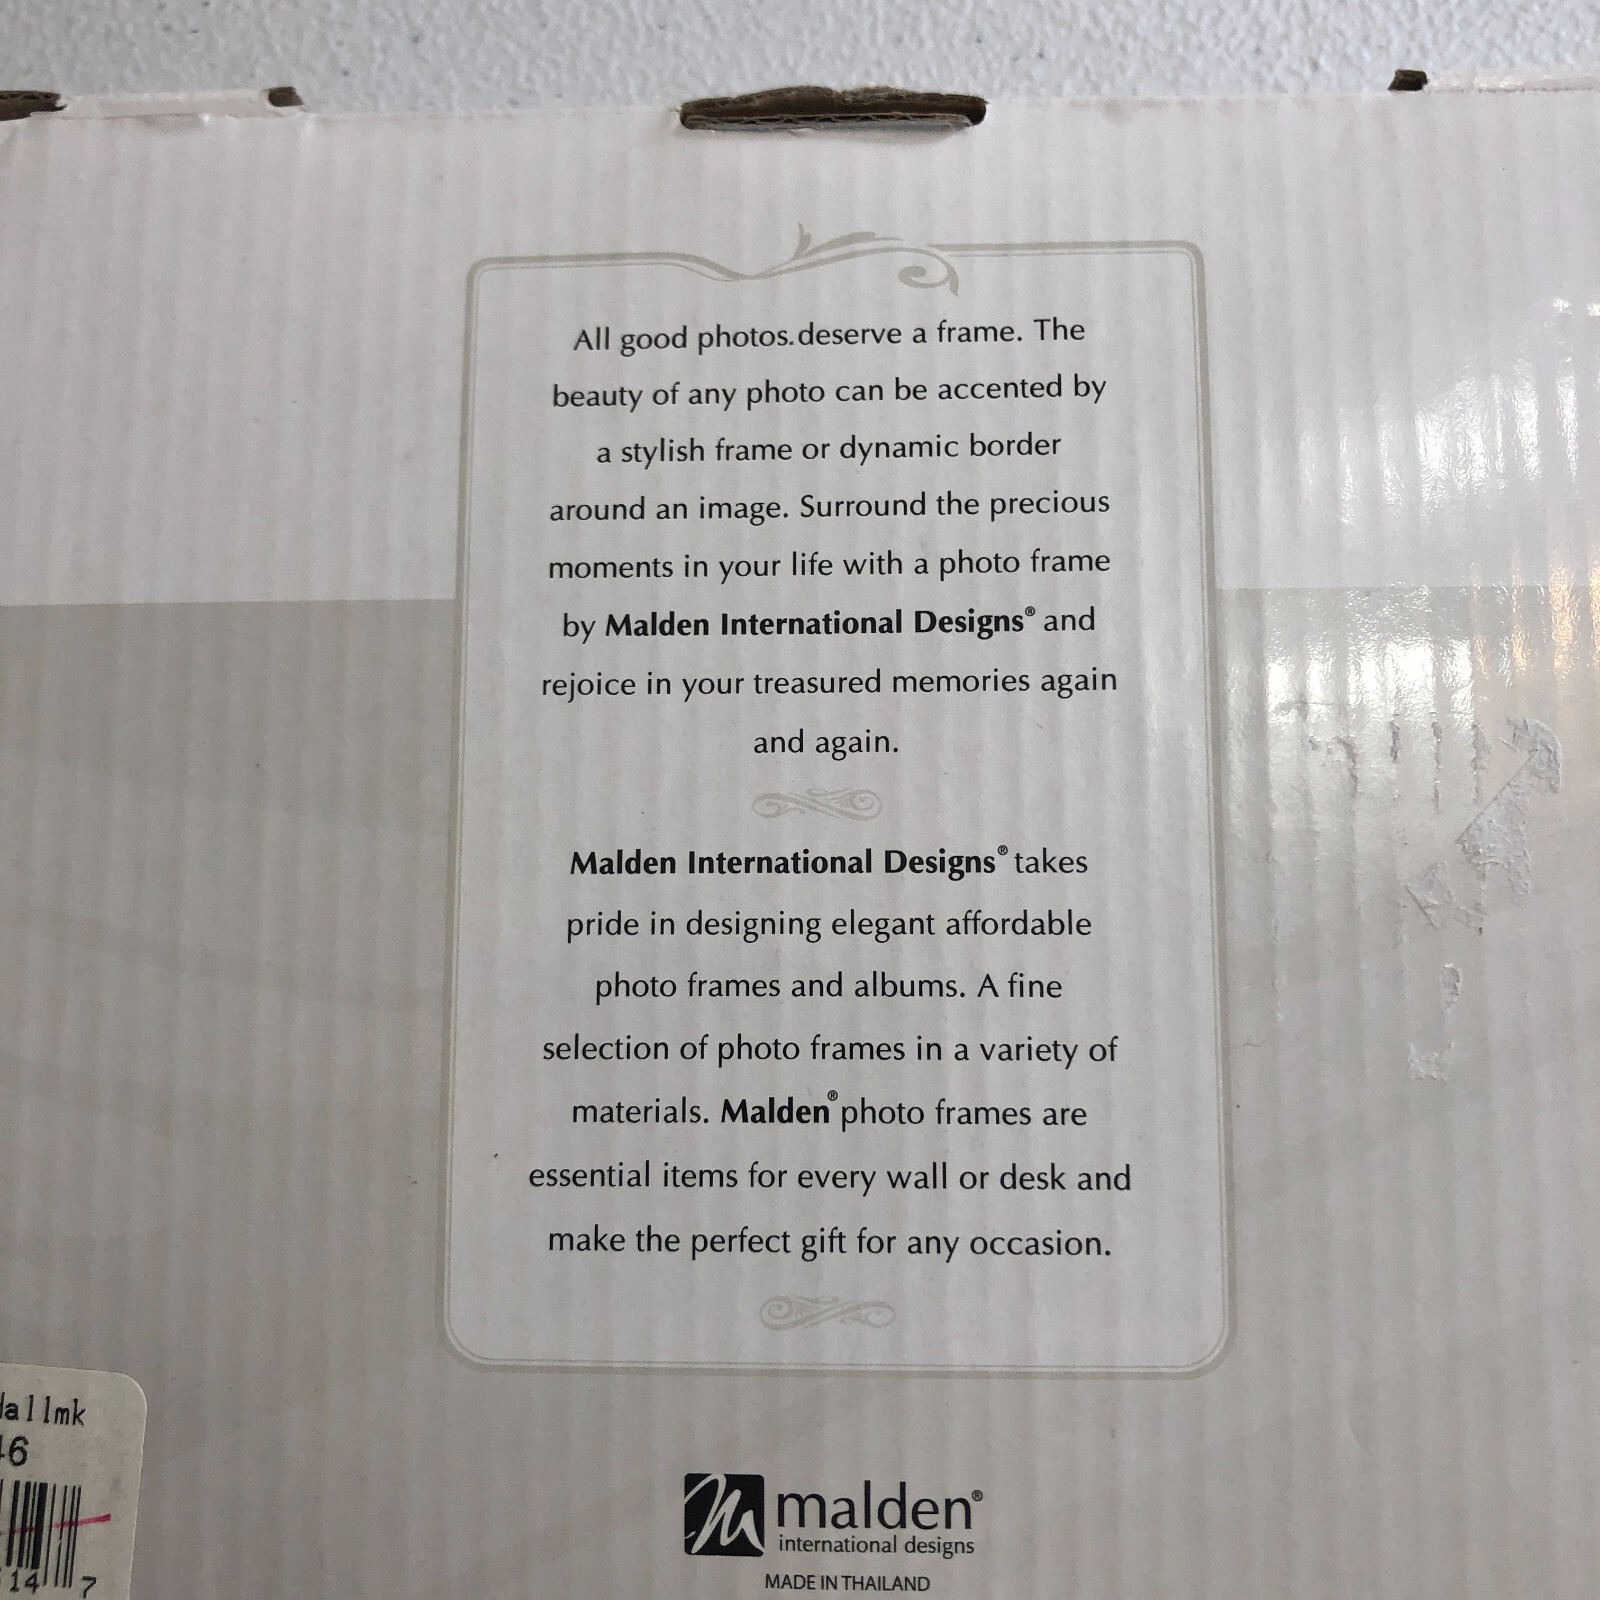 All good photos.deserve a frame. The
beauty of any photo can be accented by
a stylish frame or dynamic border
around an image. Surround the precious
moments in your life with a photo frame
by Malden International Designs® and
rejoice in your treasured memories again
and again.
Malden International Designs® takes
pride in designing elegant affordable
photo frames and albums. A fine
selection of photo frames in a variety of
materials. Malden® photo frames are
essential items for every wall or desk and
make the perfect gift for any occasion.
malden®
international designs
MADE IN THAILAND
allmk
6
14 7